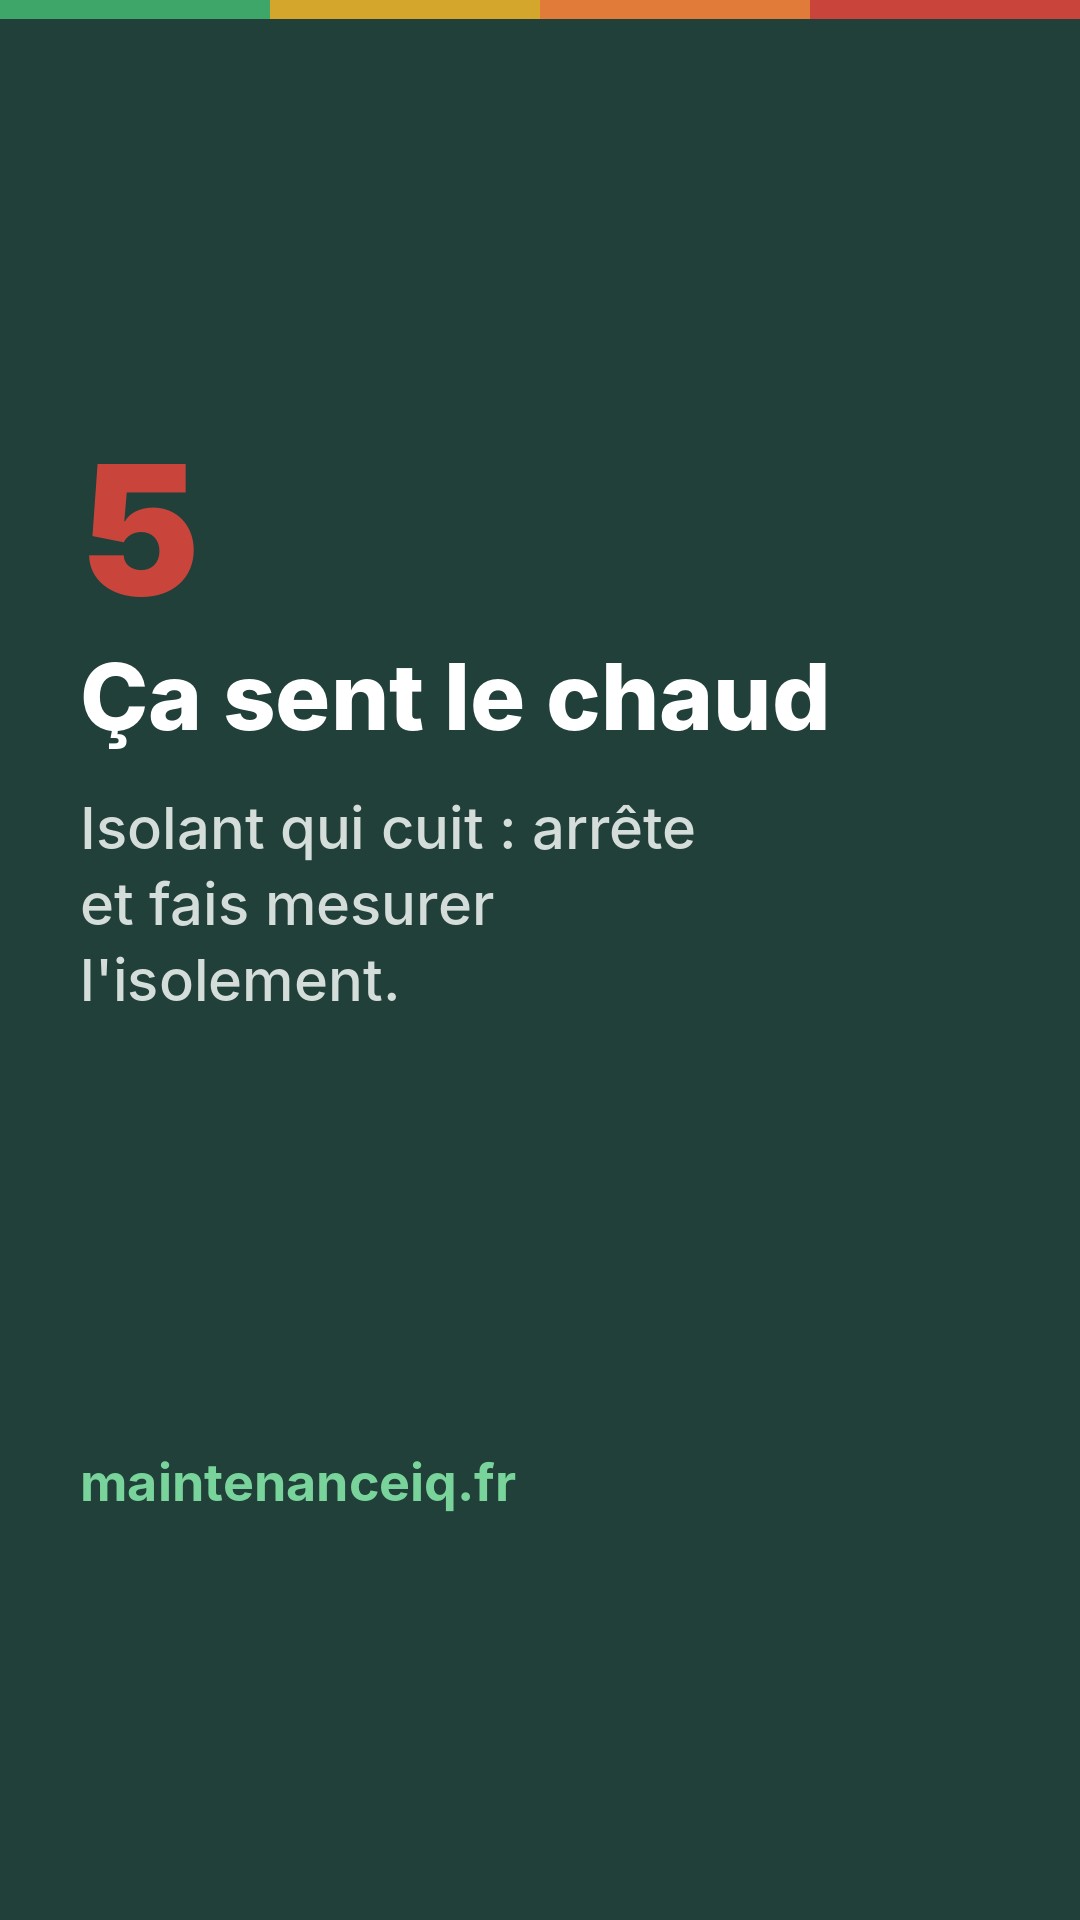 5
Ça sent le chaud
Isolant qui cuit : arrête
et fais mesurer
l'isolement.
maintenanceiq.fr